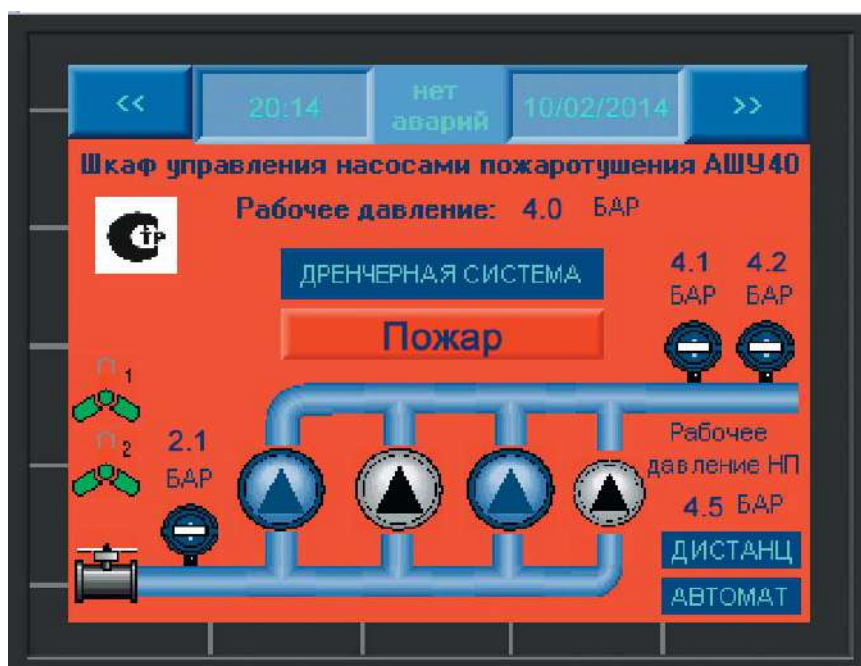 <<
20:14
нет
аварий
10/02/2014
>>
Шкаф управления насосами пожаротушения АШУ40
Рабочее давление: 4.0 БАР
СТР
ДРЕНЧЕРНАЯ СИСТЕМА
4.1 4.2
БАР БАР
Пожар
1
2
2.1
БАР
Рабочее
давление НП
4.5 БАР
ДИСТАНЦ
АВТОМАТ